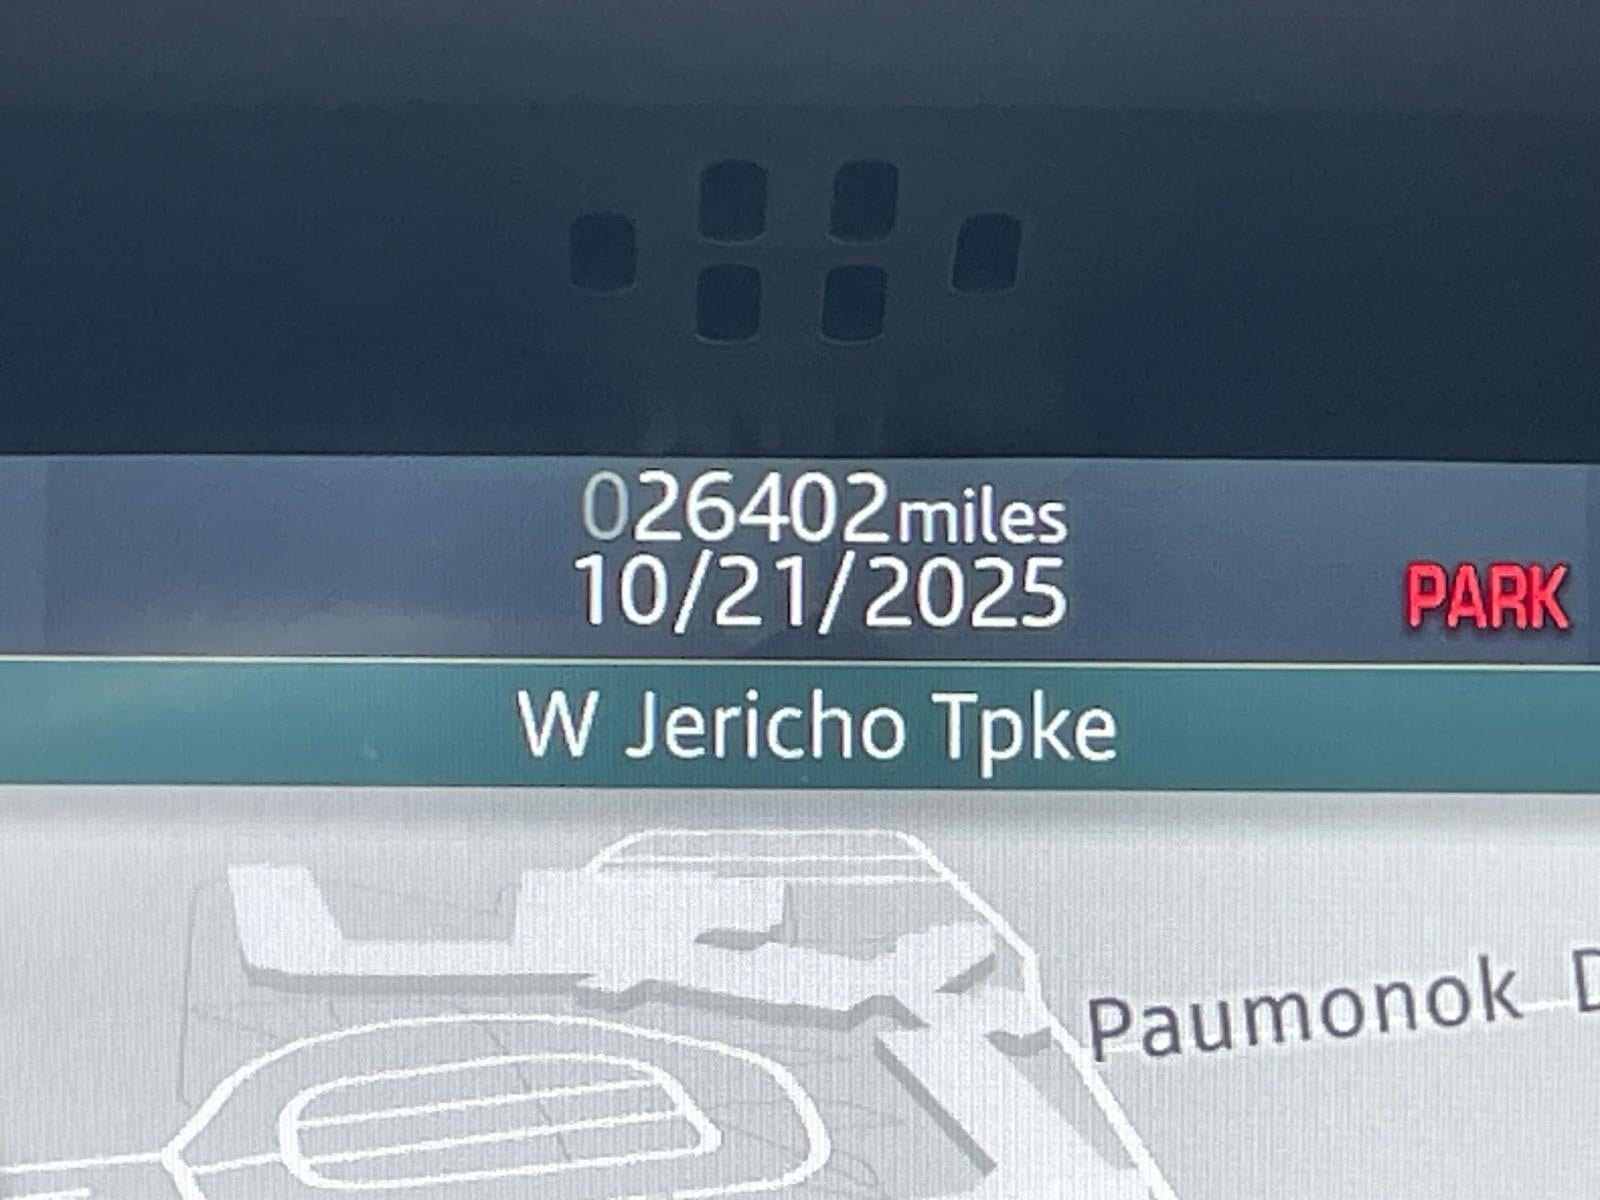 026402miles
10/21/2025
PARK
W Jericho Tpke
Paumonok